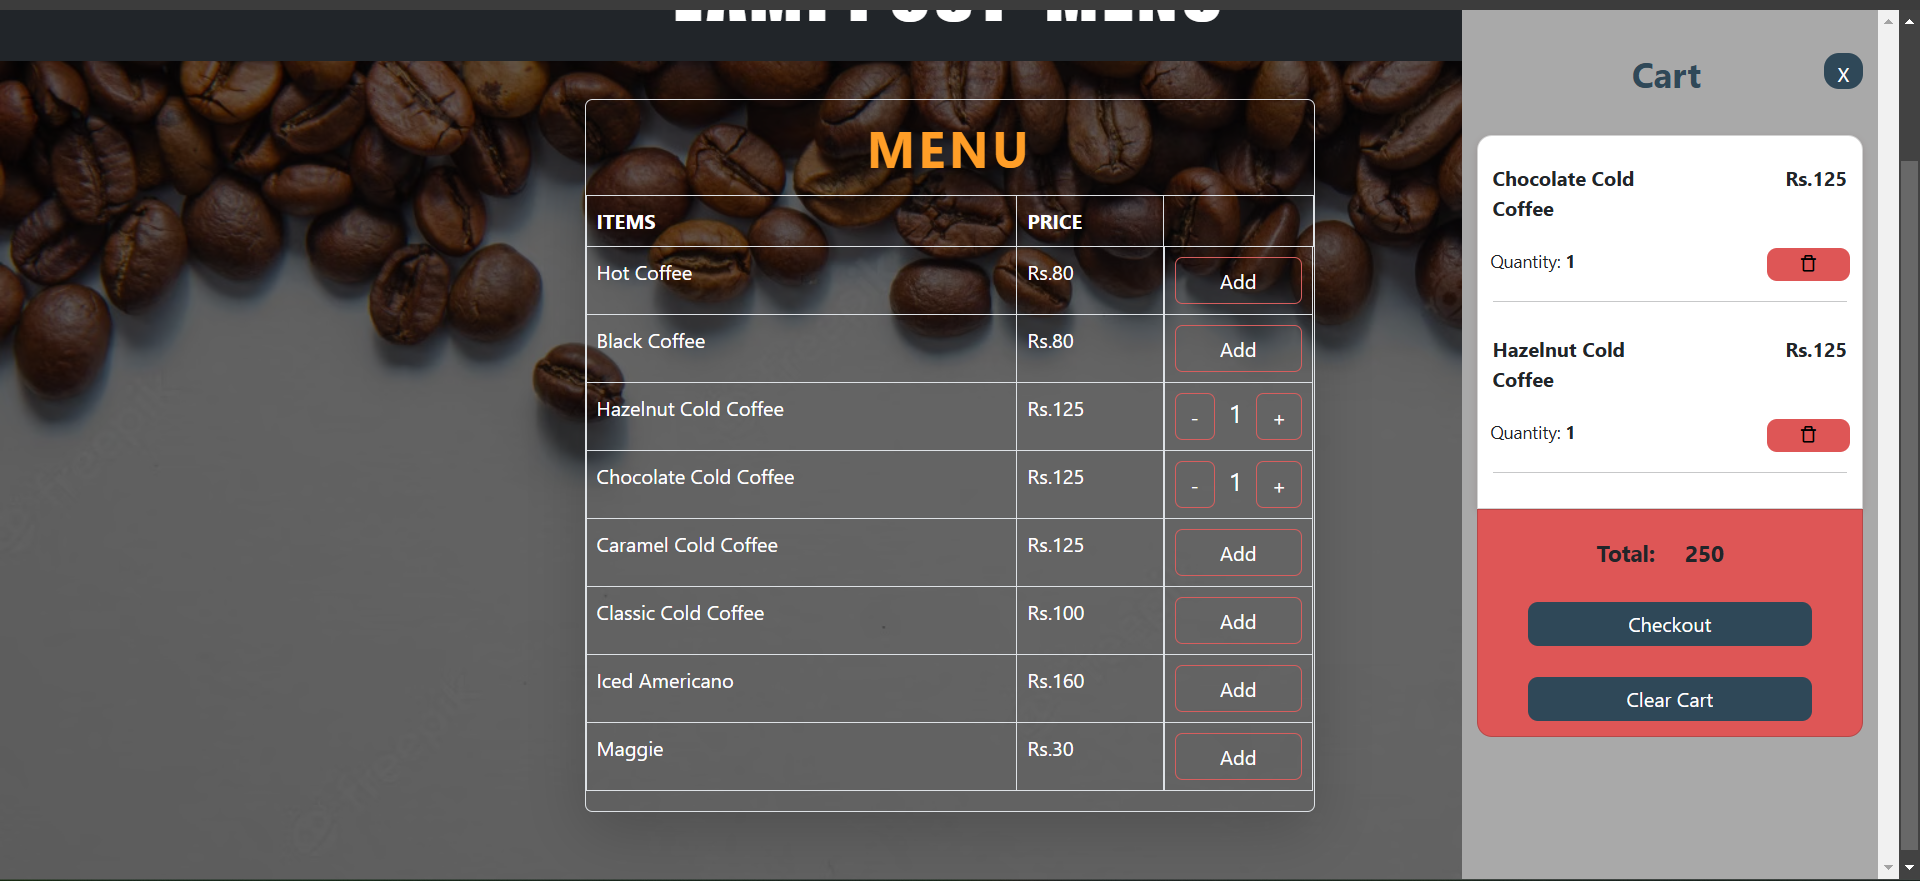 MENU
ITEMS PRICE
Hot Coffee Rs.80 Add
Black Coffee Rs.80 Add
Hazelnut Cold Coffee Rs.125 - 1 +
Chocolate Cold Coffee Rs.125 - 1 +
Caramel Cold Coffee Rs.125 Add
Classic Cold Coffee Rs.100 Add
Iced Americano Rs.160 Add
Maggie Rs.30 Add
Cart X
Chocolate Cold Rs.125
Coffee
Quantity: 1
Hazelnut Cold Rs.125
Coffee
Quantity: 1
Total: 250
Checkout
Clear Cart